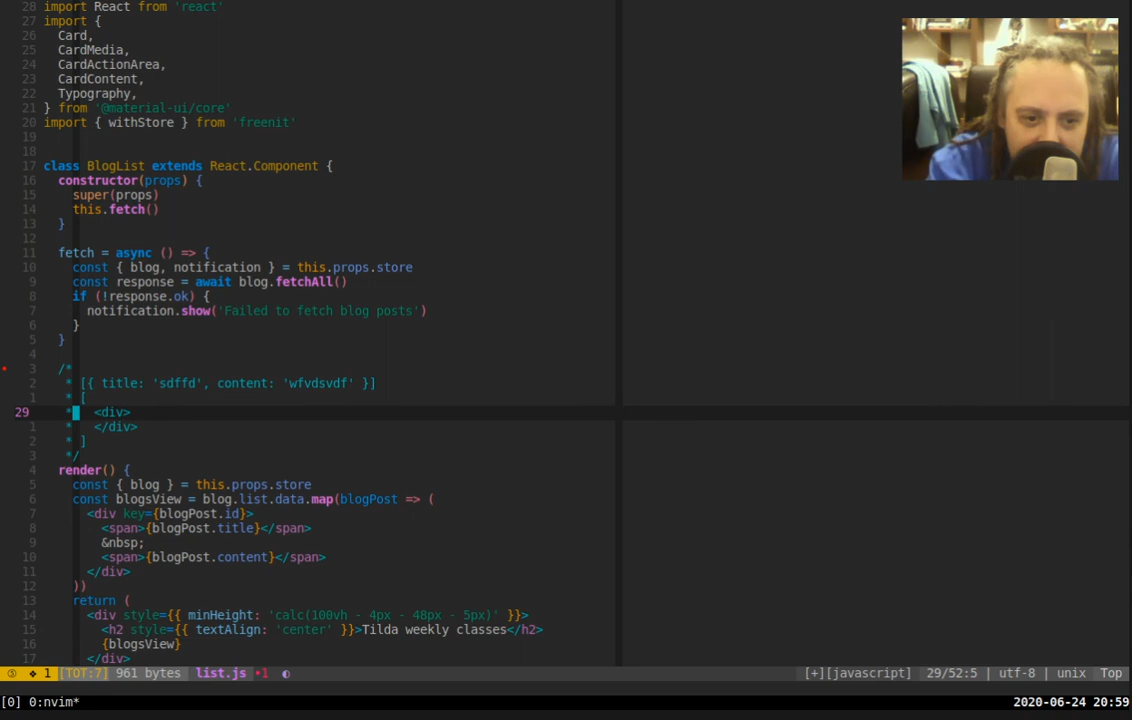 28 import React from 'react'
27 import {
26   Card,
25   CardMedia,
24   CardActionArea,
23   CardContent,
22   Typography,
21 } from '@material-ui/core'
20 import { withStore } from 'freenit'
19
18
17 class BlogList extends React.Component {
16   constructor(props) {
15     super(props)
14     this.fetch()
13   }
12
11   fetch = async () => {
10     const { blog, notification } = this.props.store
9     const response = await blog.fetchAll()
8     if (!response.ok) {
7       notification.show('Failed to fetch blog posts')
6     }
5   }
4
3   /*
2    * [{ title: 'sdffd', content: 'wfvdsvdf' }]
1    * [
29    *   <div>
1    *   </div>
2    * ]
3    */
4   render() {
5     const { blog } = this.props.store
6     const blogsView = blog.list.data.map(blogPost => (
7       <div key={blogPost.id}>
8         <span>{blogPost.title}</span>
9         &nbsp;
10         <span>{blogPost.content}</span>
11       </div>
12     ))
13     return (
14       <div style={{ minHeight: 'calc(100vh - 4px - 48px - 5px)' }}>
15         <h2 style={{ textAlign: 'center' }}>Tilda weekly classes</h2>
16         {blogsView}
17       </div>
1 [TOT:7] 961 bytes list.js •1 [+][javascript] 29/52:5 | utf-8 | unix Top
[0] 0:nvim* 2020-06-24 20:59